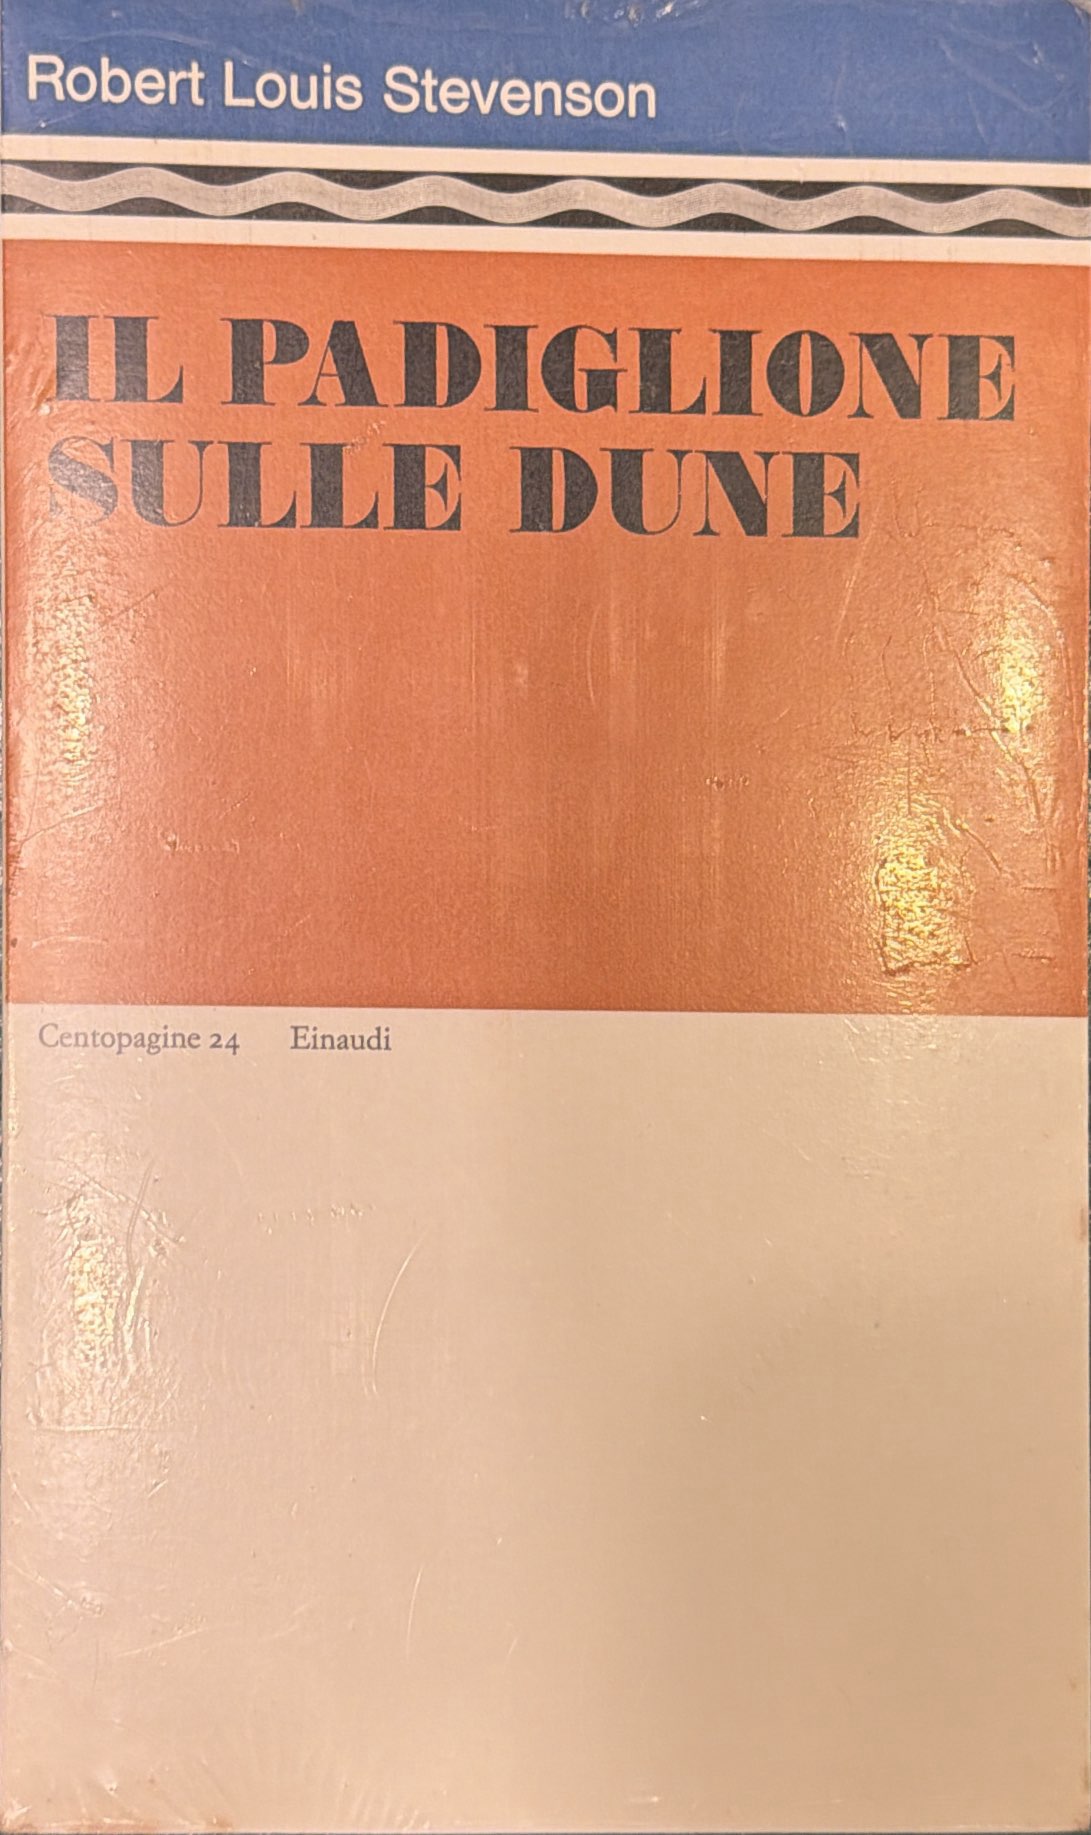 Robert Louis Stevenson
IL PADIGLIONE
SULLE DUNE
Centopagine 24 Einaudi